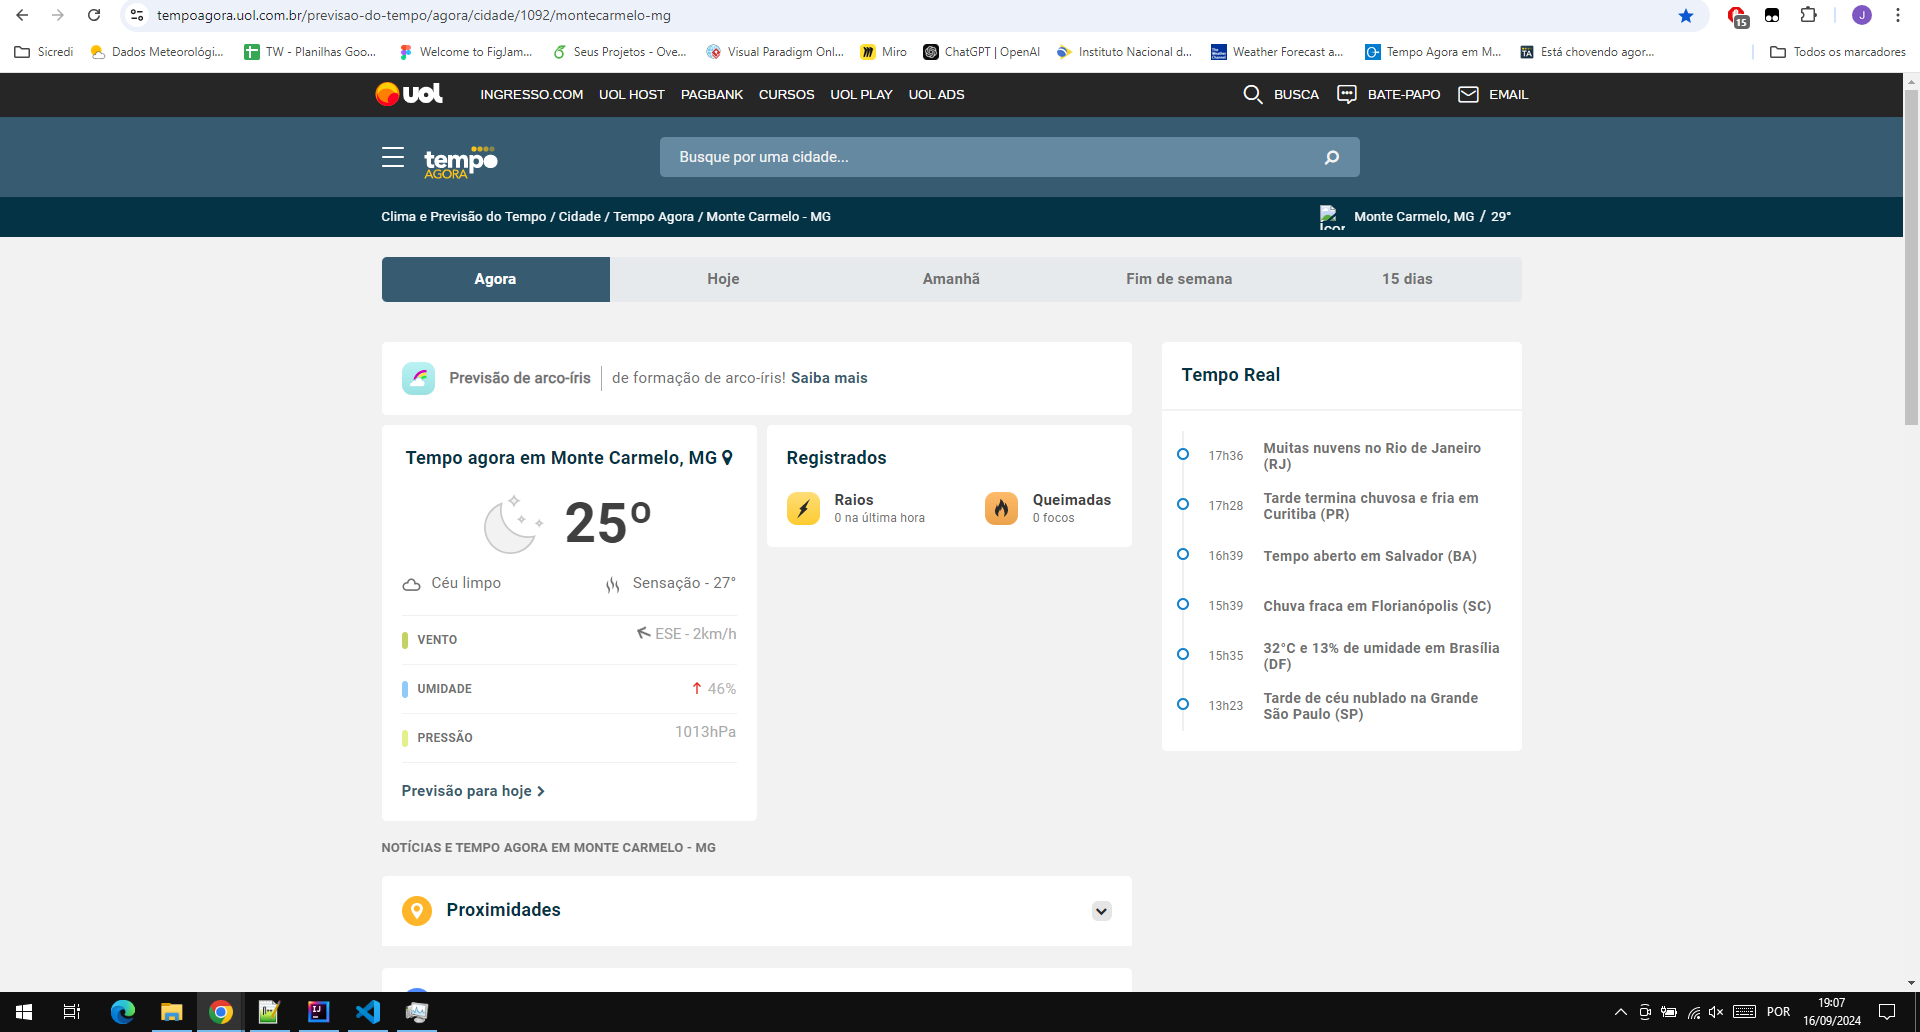 tempoagora.uol.com.br/previsao-do-tempo/agora/cidade/1092/montecarmelo-mg
15
J
Sicredi
Dados Meteorológi...
TW - Planilhas Goo...
Welcome to FigJam...
Seus Projetos - Ove...
Visual Paradigm Onl...
Miro
ChatGPT | OpenAI
Instituto Nacional d...
Weather Forecast a...
Tempo Agora em M...
Está chovendo agor...
Todos os marcadores
UOL
INGRESSO.COM
UOL HOST
PAGBANK
CURSOS
UOL PLAY
UOL ADS
BUSCA
BATE-PAPO
EMAIL
tempo
AGORA
Busque por uma cidade...
Clima e Previsão do Tempo / Cidade / Tempo Agora / Monte Carmelo - MG
Monte Carmelo, MG / 29°
Agora
Hoje
Amanhã
Fim de semana
15 dias
Previsão de arco-íris
de formação de arco-íris! Saiba mais
Tempo agora em Monte Carmelo, MG
25º
Céu limpo
Sensação - 27°
VENTO
ESE - 2km/h
UMIDADE
46%
PRESSÃO
1013hPa
Previsão para hoje
Registrados
Raios
0 na última hora
Queimadas
0 focos
Tempo Real
17h36
Muitas nuvens no Rio de Janeiro
(RJ)
17h28
Tarde termina chuvosa e fria em
Curitiba (PR)
16h39
Tempo aberto em Salvador (BA)
15h39
Chuva fraca em Florianópolis (SC)
15h35
32°C e 13% de umidade em Brasília
(DF)
13h23
Tarde de céu nublado na Grande
São Paulo (SP)
NOTÍCIAS E TEMPO AGORA EM MONTE CARMELO - MG
Proximidades
POR
19:07
16/09/2024